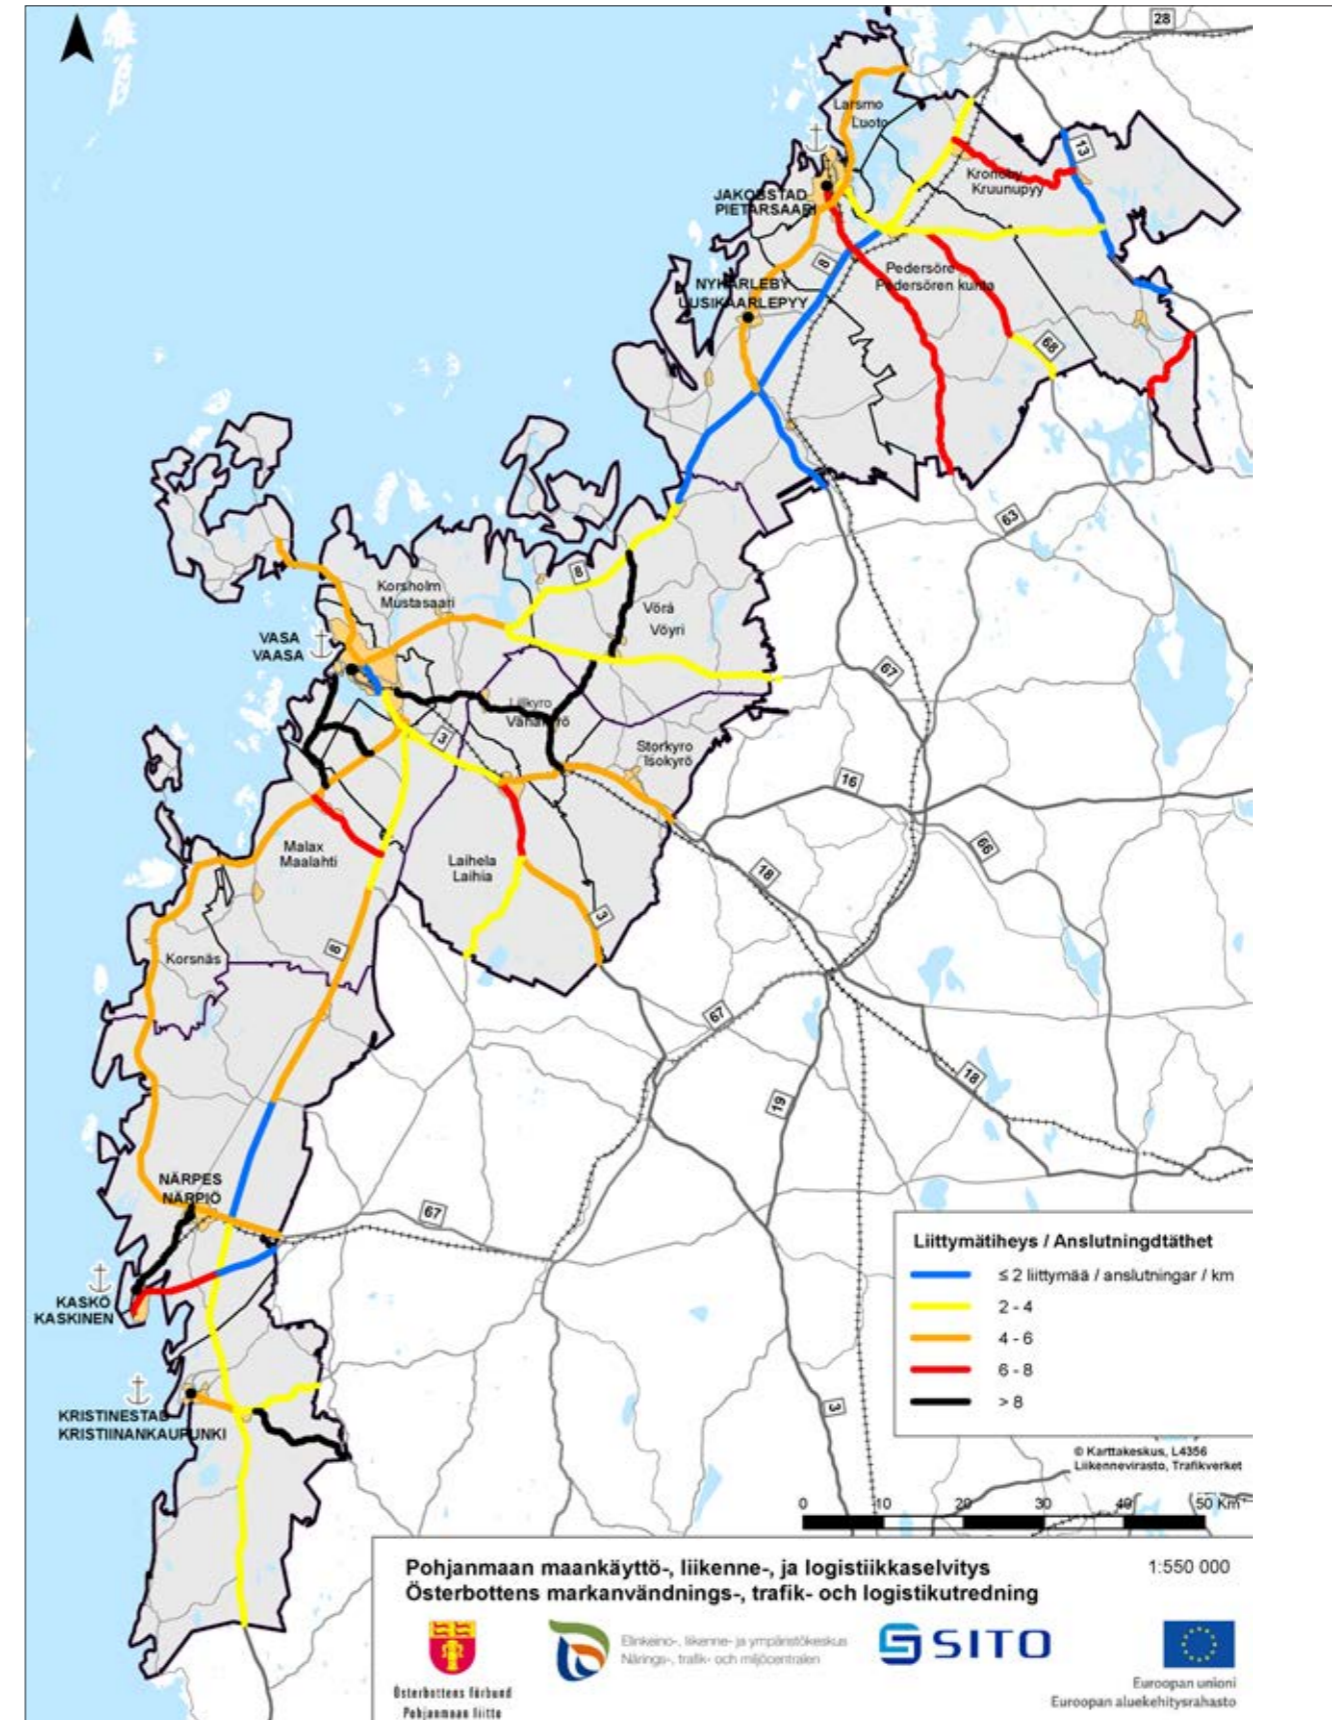 28
Larsmo
Luoto
13
Kronoby
Kruunupyy
JAKOBSTAD
PIETARSAARI
8
Pedersöre
Pedersören kunta
NYKARLEBY
UUSIKAARLEPYY
68
63
8
Korsholm
Mustasaari
Vörå
Vöyri
VASA
VAASA
67
Lillkyro
Vähäkyrö
3
Storkyro
Isokyrö
16
66
Malax
Maalahti
Laihela
Laihia
18
3
8
Korsnäs
67
18
19
NÄRPES
NÄRPIÖ
67
Liittymätiheys / Anslutningdtäthet
≤ 2 liittymää / anslutningar / km
2 - 4
4 - 6
6 - 8
> 8
KASKÖ
KASKINEN
3
KRISTINESTAD
KRISTIINANKAUPUNKI
© Karttakeskus, L4356
Liikennevirasto, Trafikverket
0 10 20 30 40 50 Km
Pohjanmaan maankäyttö-, liikenne-, ja logistiikkaselvitys
1:550 000
Österbottens markanvändnings-, trafik- och logistikutredning
Elinkeino-, liikenne- ja ympäristökeskus
Närings-, trafik- och miljöcentralen
SITO
Österbottens förbund
Pohjanmaan liitto
Euroopan unioni
Euroopan aluekehitysrahasto